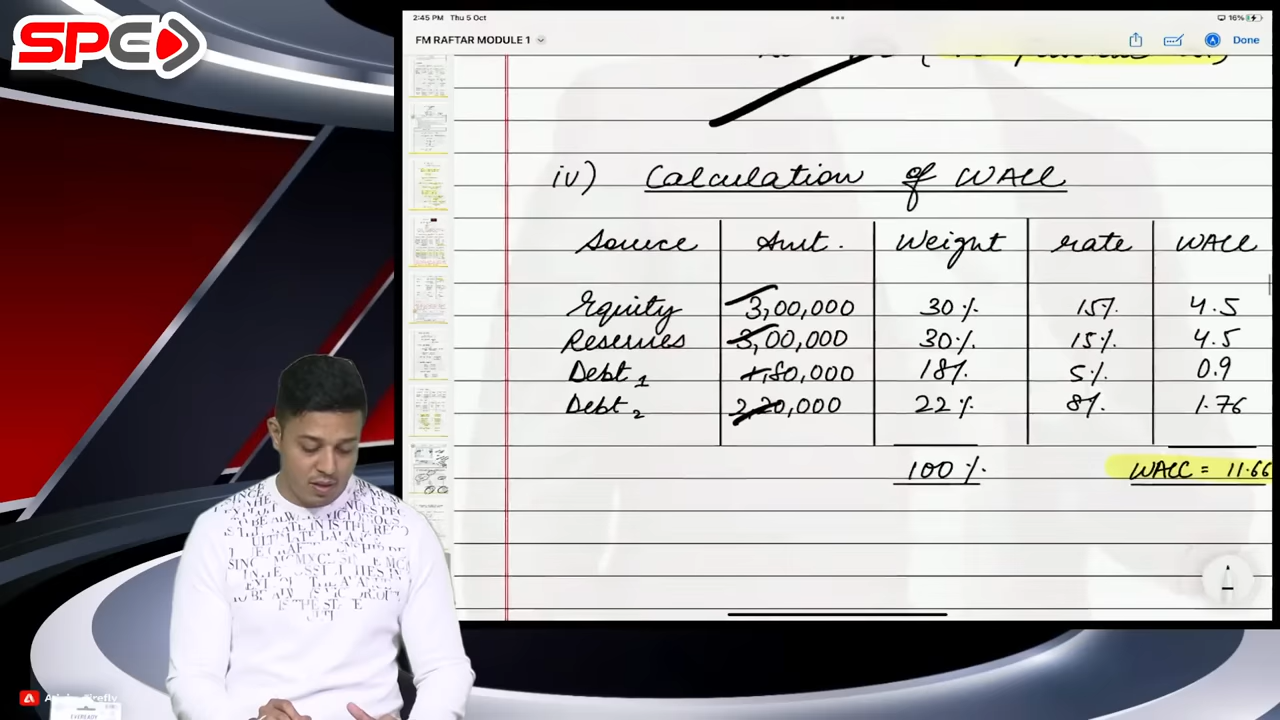 SPED
2:45 PM Thu 5 Oct
16%
FM RAFTAR MODULE 1
Done
iv) Calculation of WACC
Source Amt. Weight rate WACC
Equity 3,00,000 30% 15% 4.5
Reserves 3,00,000 30% 15% 4.5
Debt 1 1,80,000 18% 5% 0.9
Debt 2 2,20,000 22% 8% 1.76
100% WACC = 11.66
EVEREADY